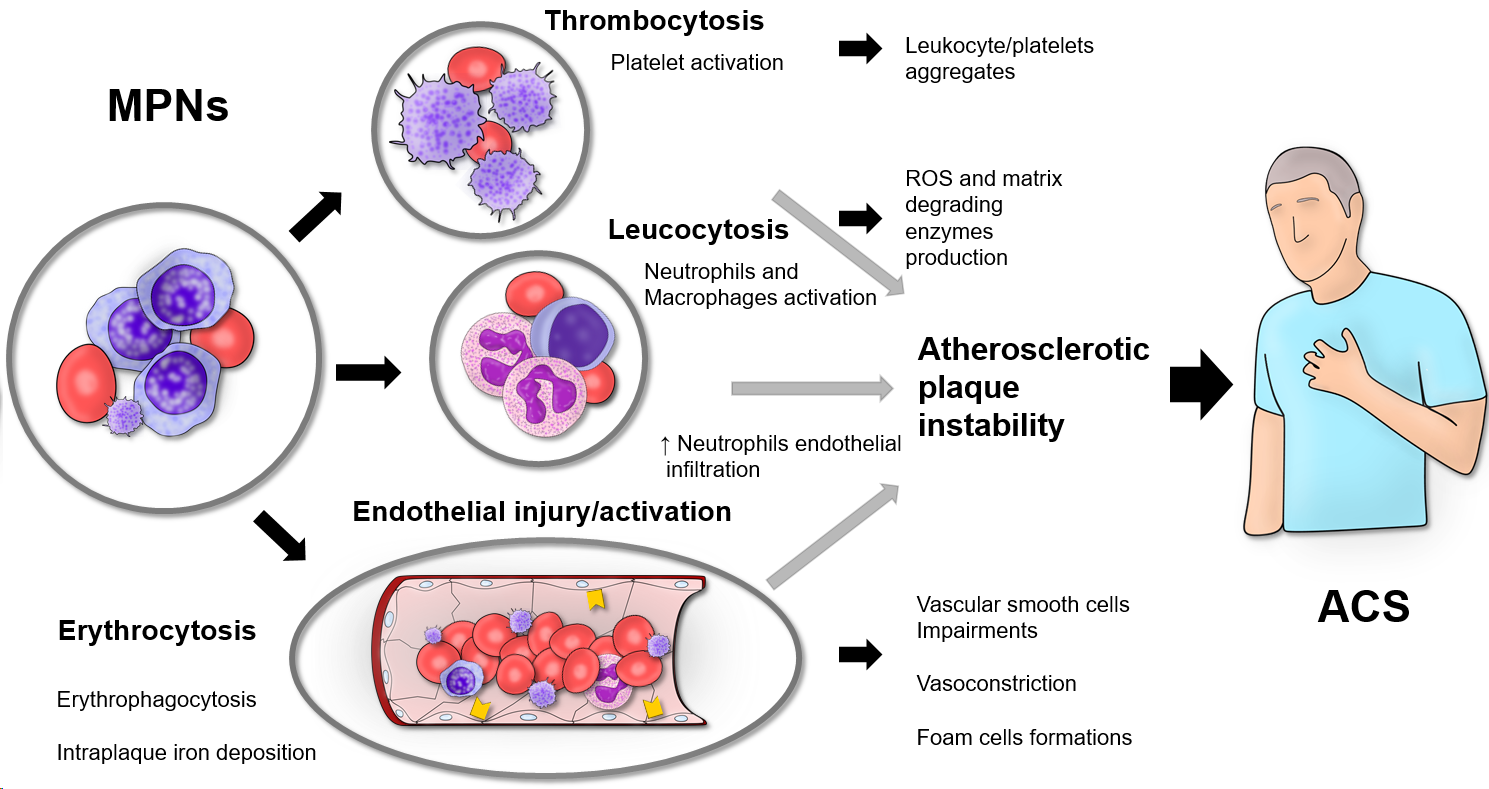 MPNs
Thrombocytosis
Platelet activation
Leukocyte/platelets
aggregates
Leucocytosis
Neutrophils and
Macrophages activation
ROS and matrix
degrading
enzymes
production
↑ Neutrophils endothelial
infiltration
Atherosclerotic
plaque
instability
ACS
Endothelial injury/activation
Erythrocytosis
Erythrophagocytosis
Intraplaque iron deposition
Vascular smooth cells
Impairments
Vasoconstriction
Foam cells formations